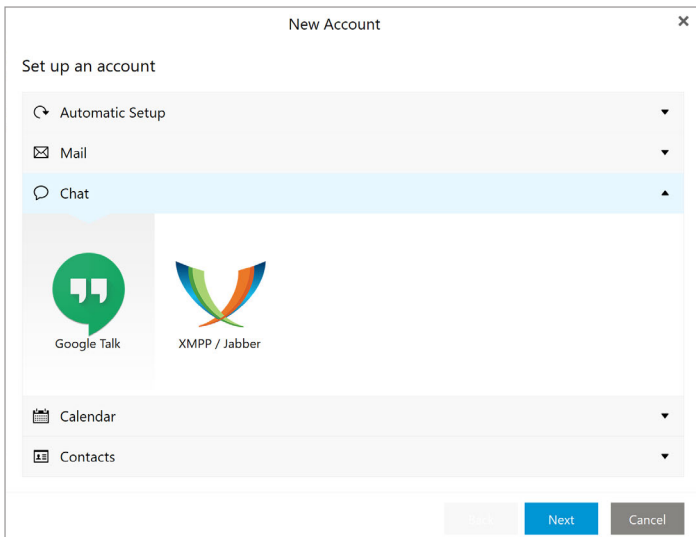 New Account
Set up an account
Automatic Setup
Mail
Chat
Google Talk XMPP / Jabber
Calendar
Contacts
Next Cancel